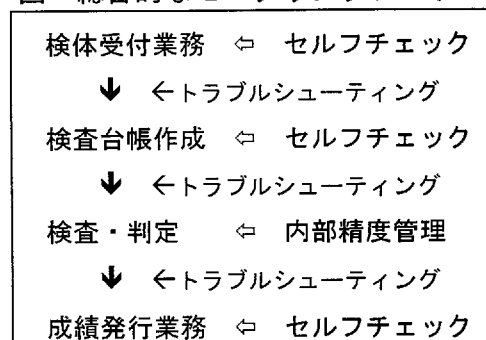 検体受付業務 ⇦ セルフチェック
↓ ←トラブルシューティング
検査台帳作成 ⇦ セルフチェック
↓ ←トラブルシューティング
検査・判定 ⇦ 内部精度管理
↓ ←トラブルシューティング
成績発行業務 ⇦ セルフチェック